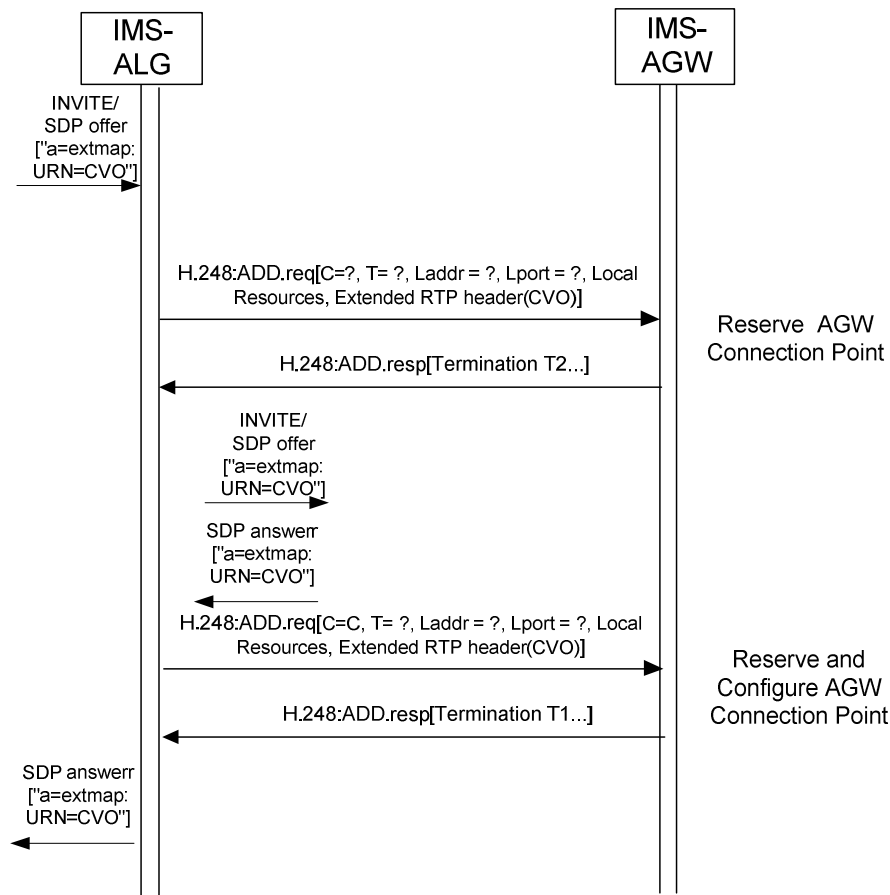 IMS-
ALG
IMS-
AGW
INVITE/
SDP offer
["a=extmap:
URN=CVO"]
H.248:ADD.req[C=?, T= ?, Laddr = ?, Lport = ?, Local
Resources, Extended RTP header(CVO)]
Reserve AGW
Connection Point
H.248:ADD.resp[Termination T2...]
INVITE/
SDP offer
["a=extmap:
URN=CVO"]
SDP answerr
["a=extmap:
URN=CVO"]
H.248:ADD.req[C=C, T= ?, Laddr = ?, Lport = ?, Local
Resources, Extended RTP header(CVO)]
Reserve and
Configure AGW
Connection Point
H.248:ADD.resp[Termination T1...]
SDP answerr
["a=extmap:
URN=CVO"]